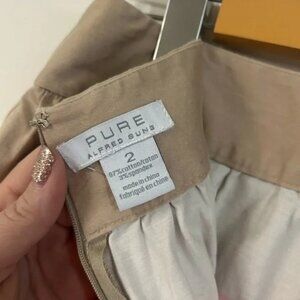 PURE
ALFRED SUNG
2
97%cotton/coton
3%spandex
made in china
fabriqué en chine